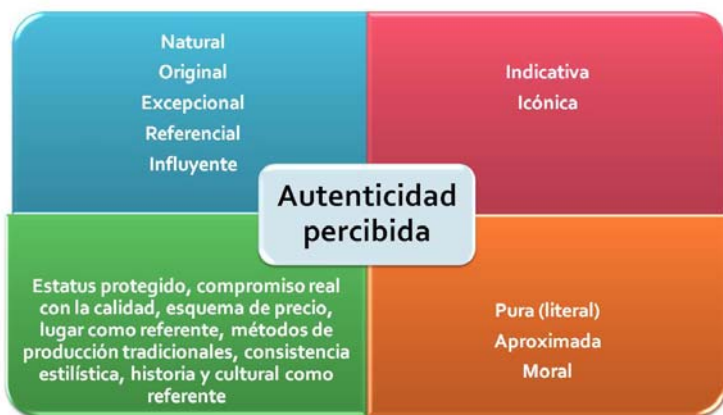 Natural
Original
Excepcional
Referencial
Influyente
Indicativa
Icónica
Autenticidad
percibida
Estatus protegido, compromiso real
con la calidad, esquema de precio,
lugar como referente, métodos de
producción tradicionales, consistencia
estilística, historia y cultural como
referente
Pura (literal)
Aproximada
Moral